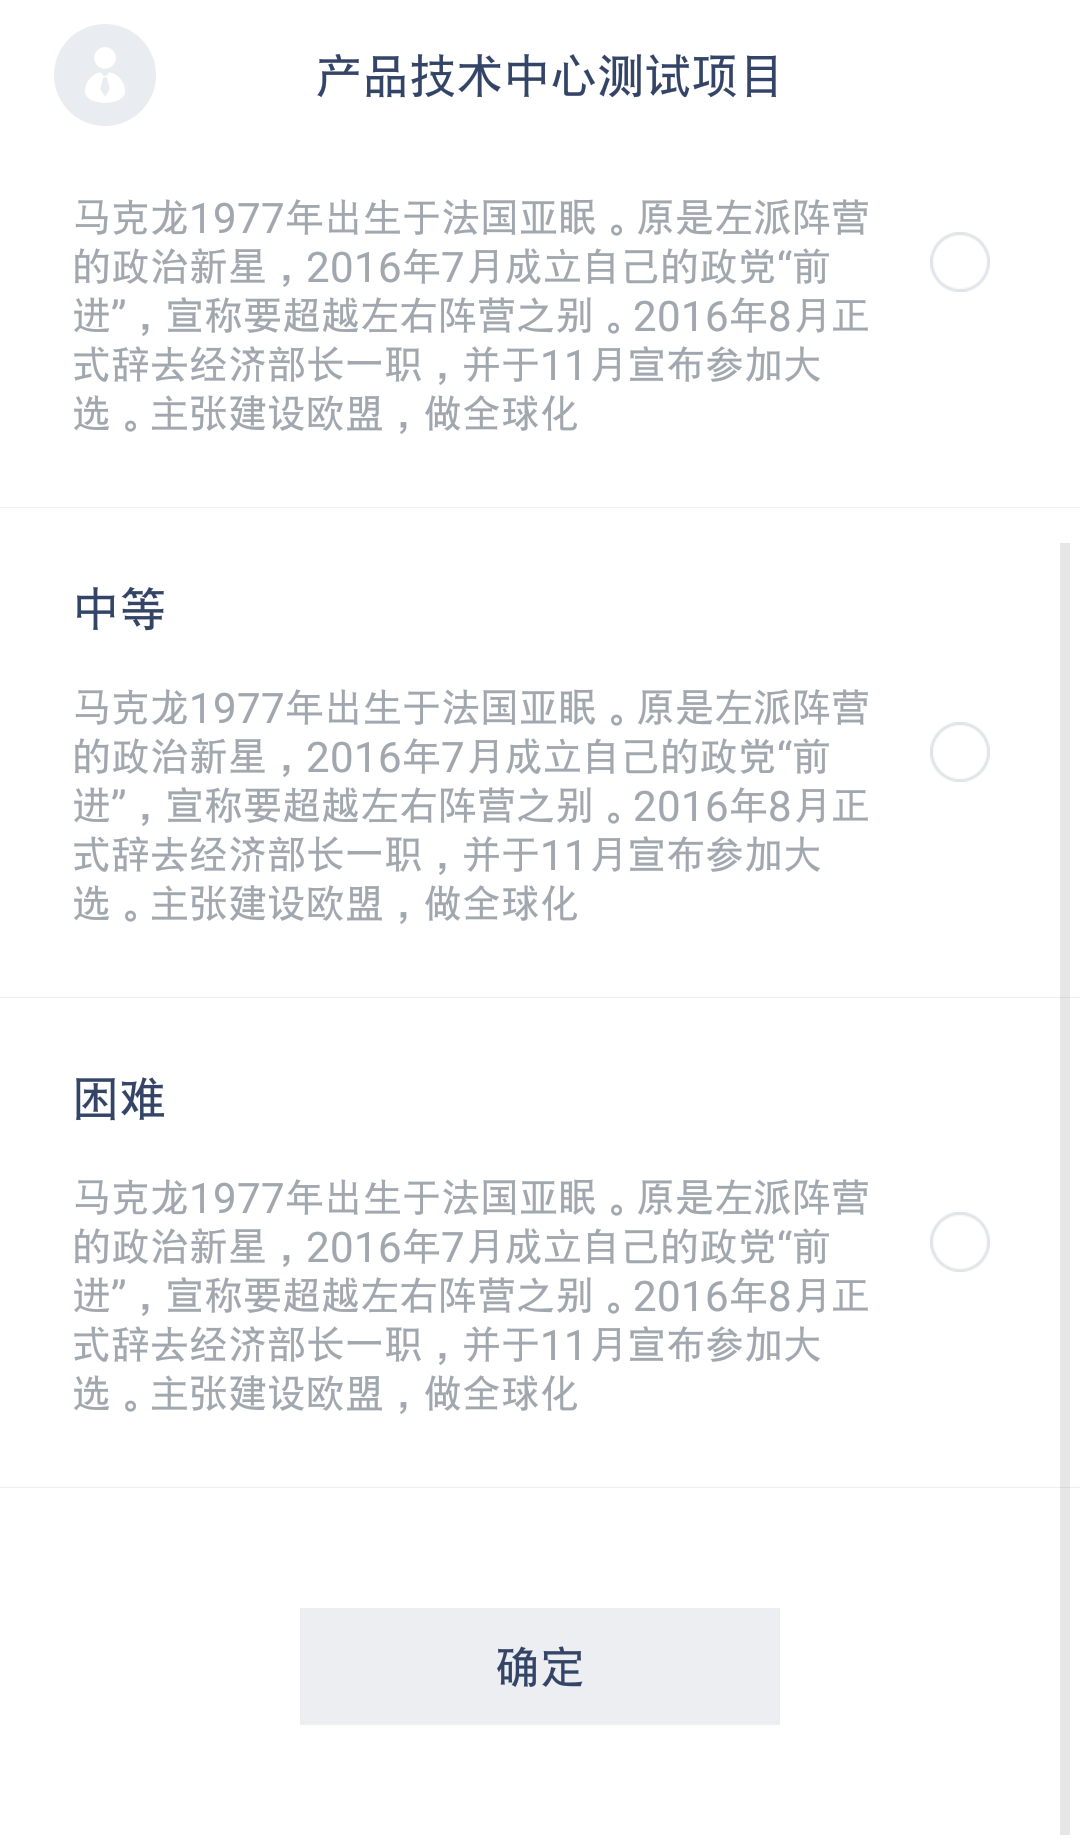 产品技术中心测试项目
马克龙1977年出生于法国亚眠。原是左派阵营
的政治新星，2016年7月成立自己的政党“前
进”，宣称要超越左右阵营之别。2016年8月正
式辞去经济部长一职，并于11月宣布参加大
选。主张建设欧盟，做全球化
中等
马克龙1977年出生于法国亚眠。原是左派阵营
的政治新星，2016年7月成立自己的政党“前
进”，宣称要超越左右阵营之别。2016年8月正
式辞去经济部长一职，并于11月宣布参加大
选。主张建设欧盟，做全球化
困难
马克龙1977年出生于法国亚眠。原是左派阵营
的政治新星，2016年7月成立自己的政党“前
进”，宣称要超越左右阵营之别。2016年8月正
式辞去经济部长一职，并于11月宣布参加大
选。主张建设欧盟，做全球化
确定